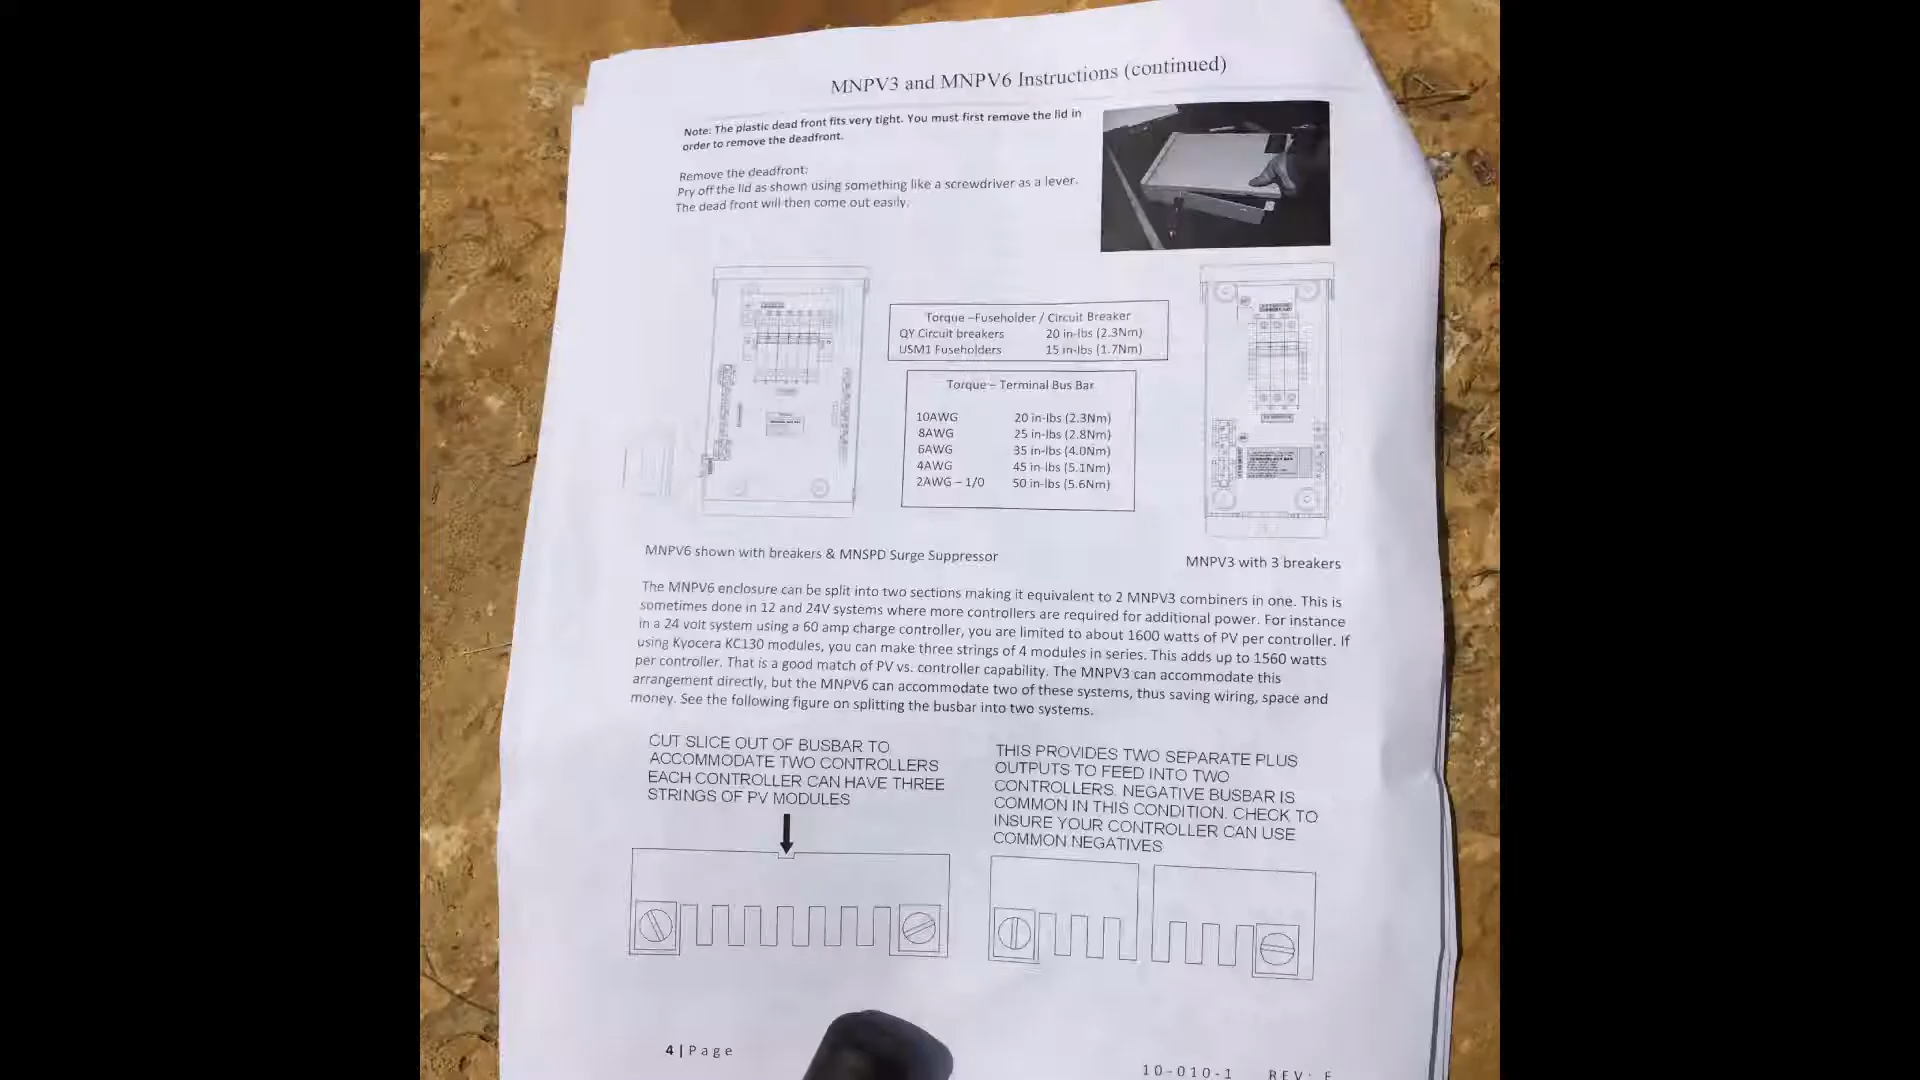 MNPV3 and MNPV6 Instructions (continued)
Note: The plastic dead front fits very tight. You must first remove the lid in
order to remove the deadfront.
Remove the deadfront:
Pry off the lid as shown using something like a screwdriver as a lever.
The dead front will then come out easily.
Torque –Fuseholder / Circuit Breaker
QY Circuit breakers 20 in-lbs (2.3Nm)
USM1 Fuseholders 15 in-lbs (1.7Nm)
Torque – Terminal Bus Bar
10AWG 20 in-lbs (2.3Nm)
8AWG 25 in-lbs (2.8Nm)
6AWG 35 in-lbs (4.0Nm)
4AWG 45 in-lbs (5.1Nm)
2AWG – 1/0 50 in-lbs (5.6Nm)
MNPV6 shown with breakers & MNSPD Surge Suppressor
MNPV3 with 3 breakers
The MNPV6 enclosure can be split into two sections making it equivalent to 2 MNPV3 combiners in one. This is
sometimes done in 12 and 24V systems where more controllers are required for additional power. For instance
in a 24 volt system using a 60 amp charge controller, you are limited to about 1600 watts of PV per controller. If
using Kyocera KC130 modules, you can make three strings of 4 modules in series. This adds up to 1560 watts
per controller. That is a good match of PV vs. controller capability. The MNPV3 can accommodate this
arrangement directly, but the MNPV6 can accommodate two of these systems, thus saving wiring, space and
money. See the following figure on splitting the busbar into two systems.
CUT SLICE OUT OF BUSBAR TO
ACCOMMODATE TWO CONTROLLERS
EACH CONTROLLER CAN HAVE THREE
STRINGS OF PV MODULES
THIS PROVIDES TWO SEPARATE PLUS
OUTPUTS TO FEED INTO TWO
CONTROLLERS. NEGATIVE BUSBAR IS
COMMON IN THIS CONDITION. CHECK TO
INSURE YOUR CONTROLLER CAN USE
COMMON NEGATIVES
4 | Page
10-010-1 REV: